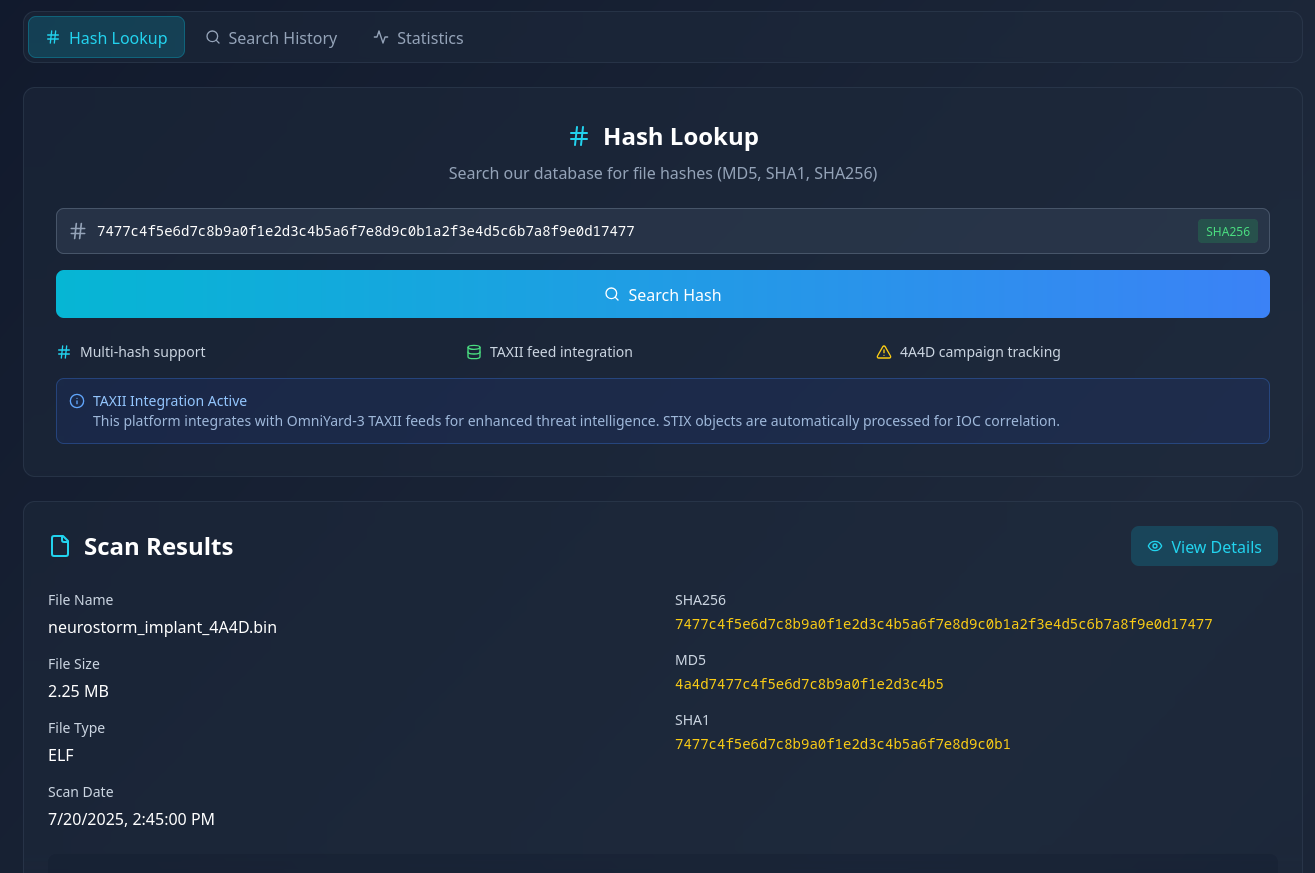 Hash Lookup
Search History
Statistics
Hash Lookup
Search our database for file hashes (MD5, SHA1, SHA256)
7477c4f5e6d7c8b9a0f1e2d3c4b5a6f7e8d9c0b1a2f3e4d5c6b7a8f9e0d17477
SHA256
Search Hash
Multi-hash support
TAXII feed integration
4A4D campaign tracking
TAXII Integration Active
This platform integrates with OmniYard-3 TAXII feeds for enhanced threat intelligence. STIX objects are automatically processed for IOC correlation.
Scan Results
View Details
File Name
neurostorm_implant_4A4D.bin
File Size
2.25 MB
File Type
ELF
Scan Date
7/20/2025, 2:45:00 PM
SHA256
7477c4f5e6d7c8b9a0f1e2d3c4b5a6f7e8d9c0b1a2f3e4d5c6b7a8f9e0d17477
MD5
4a4d7477c4f5e6d7c8b9a0f1e2d3c4b5
SHA1
7477c4f5e6d7c8b9a0f1e2d3c4b5a6f7e8d9c0b1